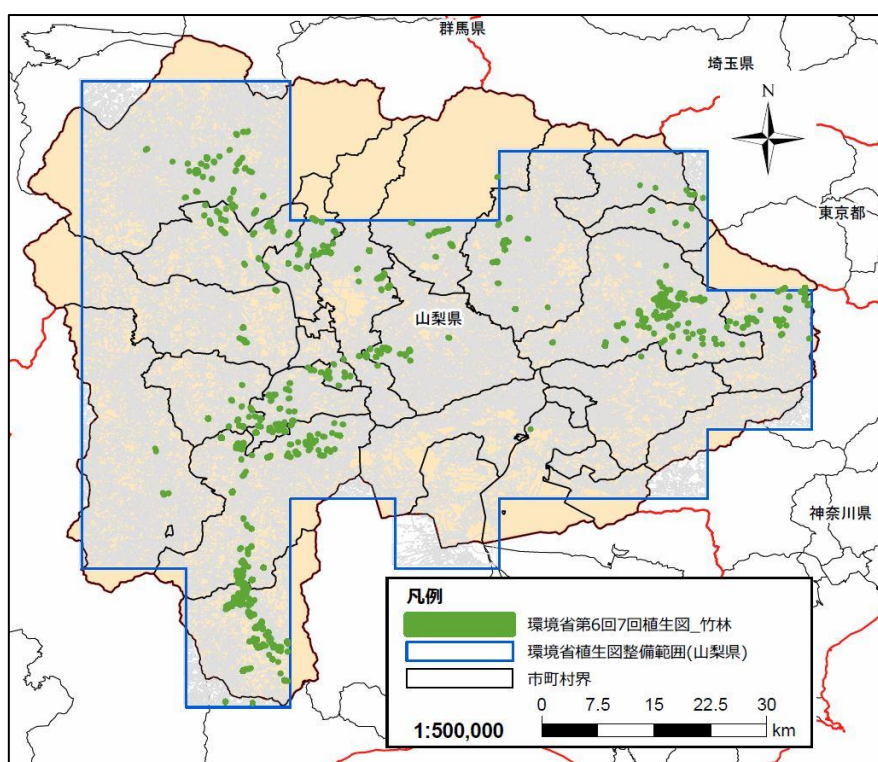 群馬県
埼玉県
N
東京都
山梨県
神奈川県
凡例
環境省第6回7回植生図_竹林
環境省植生図整備範囲(山梨県)
市町村界
0 7.5 15 22.5 30
1:500,000
km